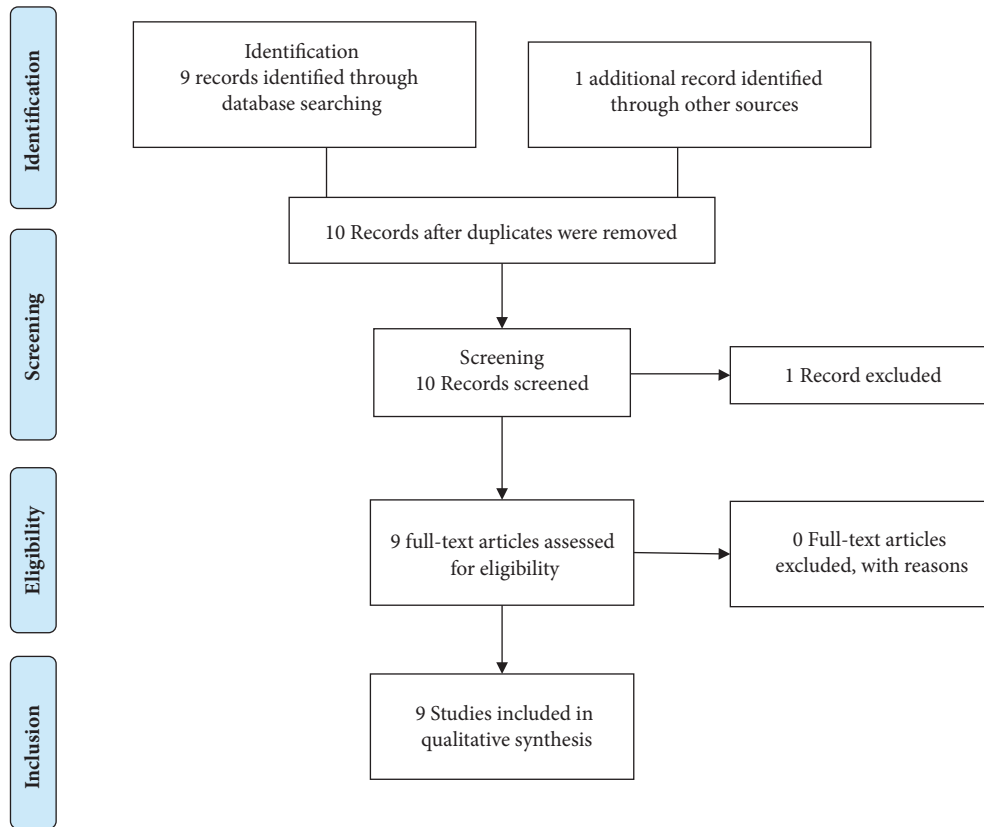 Identification
Identification
9 records identified through
database searching
1 additional record identified
through other sources
10 Records after duplicates were removed
Screening
Screening
10 Records screened
1 Record excluded
Eligibility
9 full-text articles assessed
for eligibility
0 Full-text articles
excluded, with reasons
Inclusion
9 Studies included in
qualitative synthesis